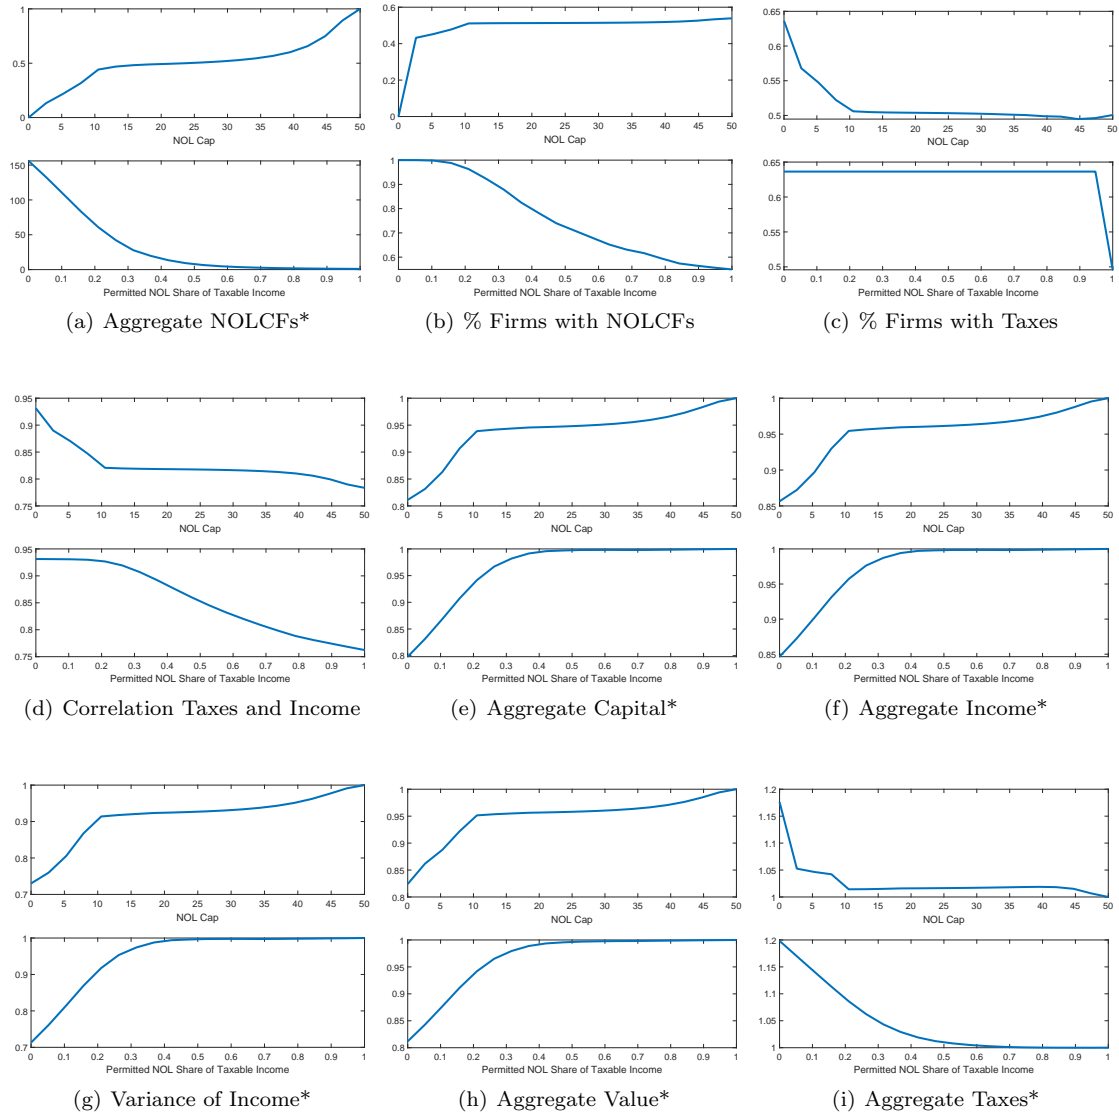 1
0.5
0
0 5 10 15 20 25 30 35 40 45 50
NOL Cap
150
100
50
0
0 0.1 0.2 0.3 0.4 0.5 0.6 0.7 0.8 0.9 1
Permitted NOL Share of Taxable Income
(a) Aggregate NOLCFs*
0.6
0.4
0.2
0
0 5 10 15 20 25 30 35 40 45 50
NOL Cap
1
0.9
0.8
0.7
0.6
0 0.1 0.2 0.3 0.4 0.5 0.6 0.7 0.8 0.9 1
Permitted NOL Share of Taxable Income
(b) % Firms with NOLCFs
0.65
0.6
0.55
0.5
0 5 10 15 20 25 30 35 40 45 50
NOL Cap
0.65
0.6
0.55
0.5
0 0.1 0.2 0.3 0.4 0.5 0.6 0.7 0.8 0.9 1
Permitted NOL Share of Taxable Income
(c) % Firms with Taxes
0.95
0.9
0.85
0.8
0.75
0 5 10 15 20 25 30 35 40 45 50
NOL Cap
0.95
0.9
0.85
0.8
0.75
0 0.1 0.2 0.3 0.4 0.5 0.6 0.7 0.8 0.9 1
Permitted NOL Share of Taxable Income
(d) Correlation Taxes and Income
1
0.95
0.9
0.85
0.8
0 5 10 15 20 25 30 35 40 45 50
NOL Cap
1
0.95
0.9
0.85
0.8
0 0.1 0.2 0.3 0.4 0.5 0.6 0.7 0.8 0.9 1
Permitted NOL Share of Taxable Income
(e) Aggregate Capital*
1
0.95
0.9
0.85
0 5 10 15 20 25 30 35 40 45 50
NOL Cap
1
0.95
0.9
0.85
0 0.1 0.2 0.3 0.4 0.5 0.6 0.7 0.8 0.9 1
Permitted NOL Share of Taxable Income
(f) Aggregate Income*
1
0.9
0.8
0.7
0 5 10 15 20 25 30 35 40 45 50
NOL Cap
1
0.9
0.8
0.7
0 0.1 0.2 0.3 0.4 0.5 0.6 0.7 0.8 0.9 1
Permitted NOL Share of Taxable Income
(g) Variance of Income*
1
0.95
0.9
0.85
0.8
0 5 10 15 20 25 30 35 40 45 50
NOL Cap
1
0.95
0.9
0.85
0.8
0 0.1 0.2 0.3 0.4 0.5 0.6 0.7 0.8 0.9 1
Permitted NOL Share of Taxable Income
(h) Aggregate Value*
1.2
1.15
1.1
1.05
1
0 5 10 15 20 25 30 35 40 45 50
NOL Cap
1.2
1.15
1.1
1.05
1
0 0.1 0.2 0.3 0.4 0.5 0.6 0.7 0.8 0.9 1
Permitted NOL Share of Taxable Income
(i) Aggregate Taxes*